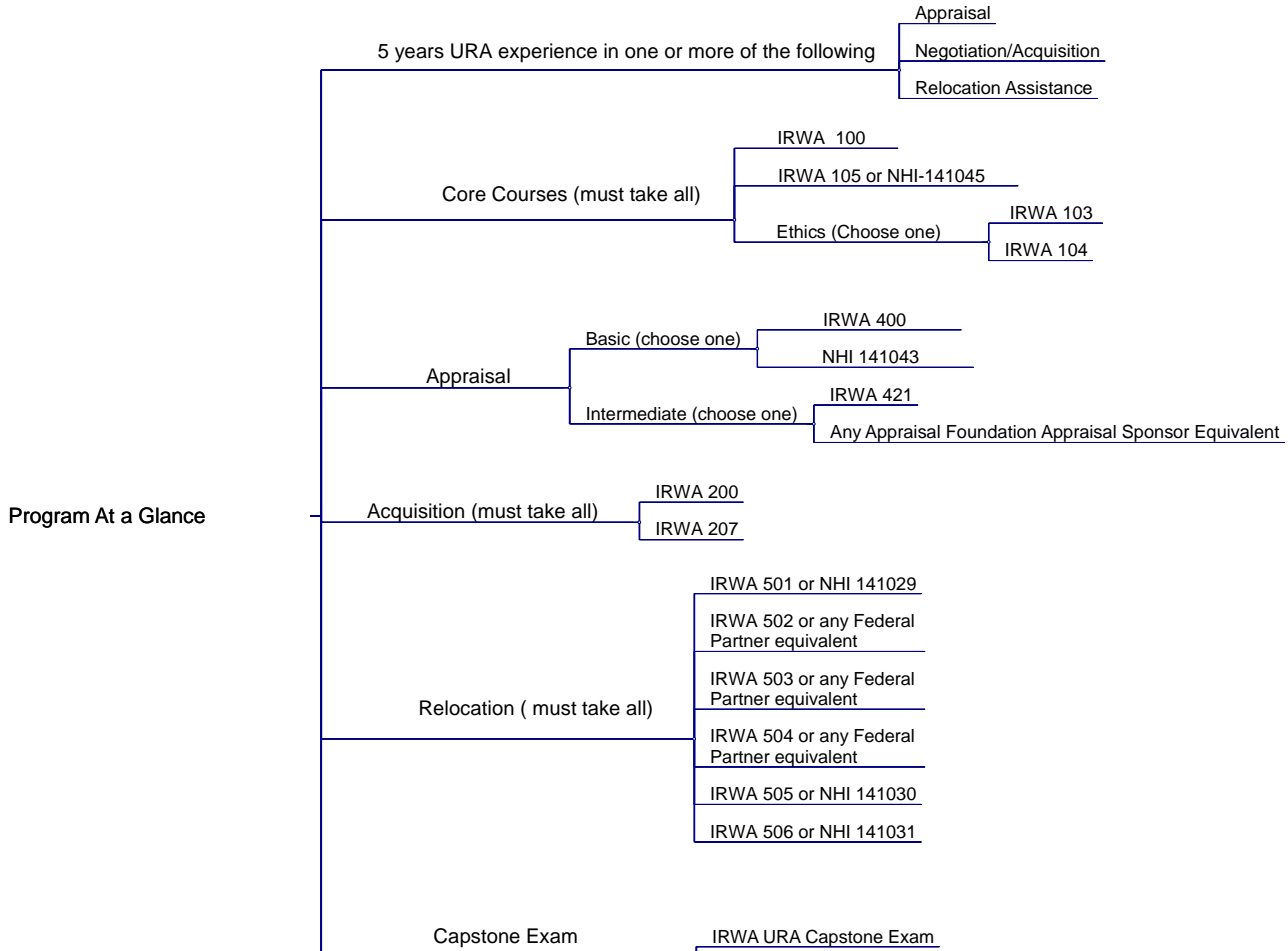 Program At a Glance
5 years URA experience in one or more of the following
Appraisal
Negotiation/Acquisition
Relocation Assistance
Core Courses (must take all)
IRWA 100
IRWA 105 or NHI-141045
Ethics (Choose one)
IRWA 103
IRWA 104
Appraisal
Basic (choose one)
IRWA 400
NHI 141043
Intermediate (choose one)
IRWA 421
Any Appraisal Foundation Appraisal Sponsor Equivalent
Acquisition (must take all)
IRWA 200
IRWA 207
Relocation ( must take all)
IRWA 501 or NHI 141029
IRWA 502 or any Federal
Partner equivalent
IRWA 503 or any Federal
Partner equivalent
IRWA 504 or any Federal
Partner equivalent
IRWA 505 or NHI 141030
IRWA 506 or NHI 141031
Capstone Exam
IRWA URA Capstone Exam